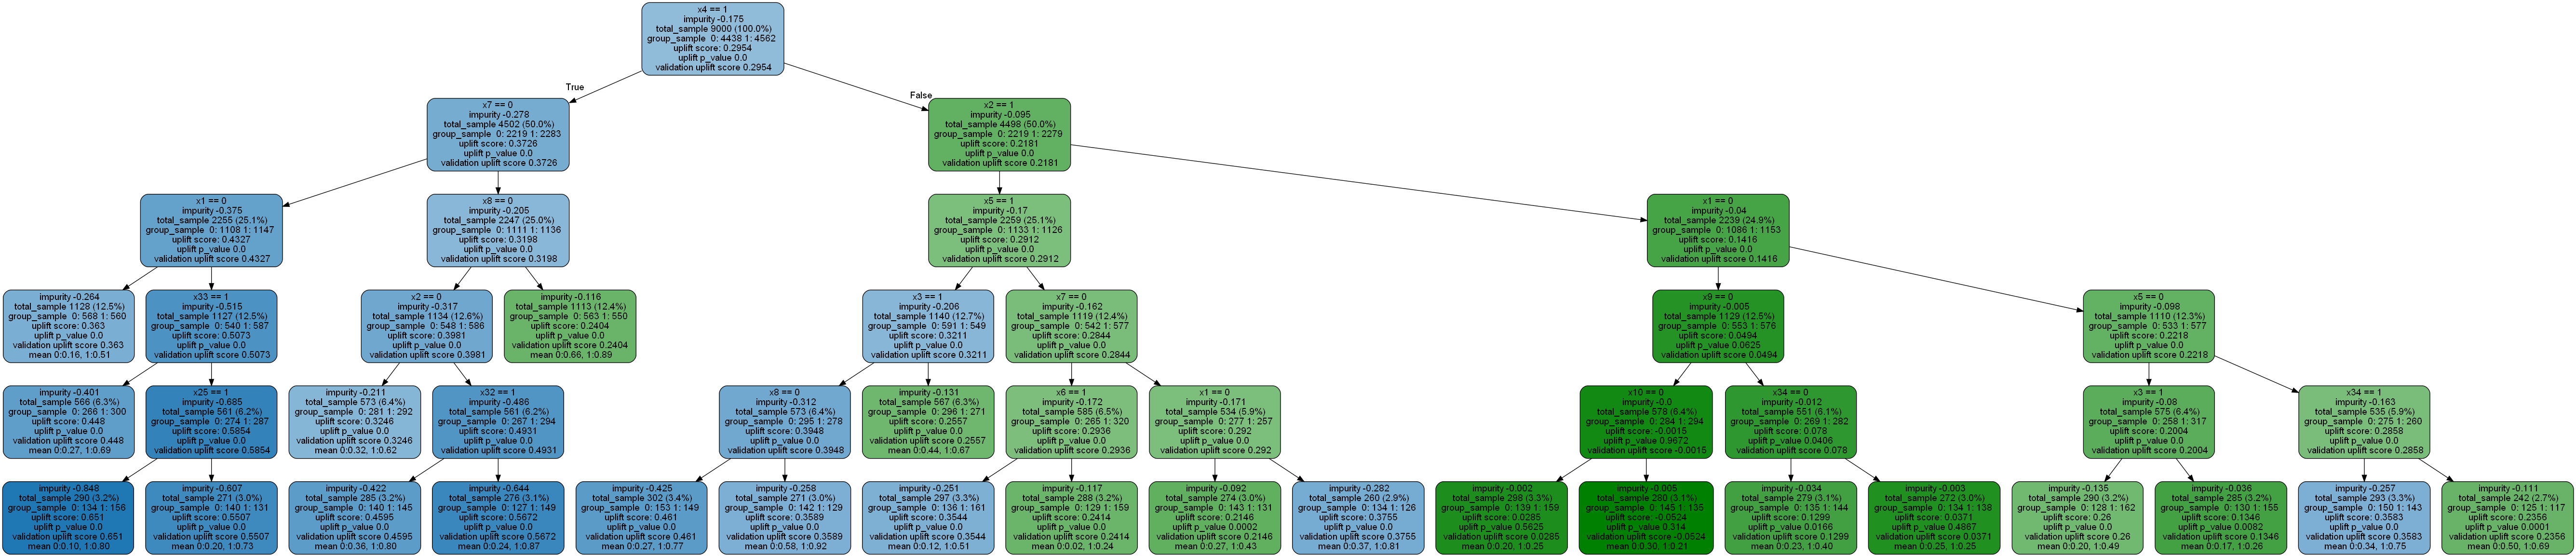 x4 == 1
impurity -0.175
total_sample 9000 (100.0%)
group_sample 0: 4438 1: 4562
uplift score: 0.2954
uplift p_value 0.0
validation uplift score 0.2954
True
False
x7 == 0
impurity -0.278
total_sample 4502 (50.0%)
group_sample 0: 2219 1: 2283
uplift score: 0.3726
uplift p_value 0.0
validation uplift score 0.3726
x2 == 1
impurity -0.095
total_sample 4498 (50.0%)
group_sample 0: 2219 1: 2279
uplift score: 0.2181
uplift p_value 0.0
validation uplift score 0.2181
x1 == 0
impurity -0.375
total_sample 2255 (25.1%)
group_sample 0: 1108 1: 1147
uplift score: 0.4327
uplift p_value 0.0
validation uplift score 0.4327
x8 == 0
impurity -0.205
total_sample 2247 (25.0%)
group_sample 0: 1111 1: 1136
uplift score: 0.3198
uplift p_value 0.0
validation uplift score 0.3198
x5 == 1
impurity -0.17
total_sample 2259 (25.1%)
group_sample 0: 1133 1: 1126
uplift score: 0.2912
uplift p_value 0.0
validation uplift score 0.2912
x1 == 0
impurity -0.04
total_sample 2239 (24.9%)
group_sample 0: 1086 1: 1153
uplift score: 0.1416
uplift p_value 0.0
validation uplift score 0.1416
impurity -0.264
total_sample 1128 (12.5%)
group_sample 0: 568 1: 560
uplift score: 0.363
uplift p_value 0.0
validation uplift score 0.363
mean 0:0.16, 1:0.51
x33 == 1
impurity -0.515
total_sample 1127 (12.5%)
group_sample 0: 540 1: 587
uplift score: 0.5073
uplift p_value 0.0
validation uplift score 0.5073
x2 == 0
impurity -0.317
total_sample 1134 (12.6%)
group_sample 0: 548 1: 586
uplift score: 0.3981
uplift p_value 0.0
validation uplift score 0.3981
impurity -0.116
total_sample 1113 (12.4%)
group_sample 0: 563 1: 550
uplift score: 0.2404
uplift p_value 0.0
validation uplift score 0.2404
mean 0:0.66, 1:0.89
x3 == 1
impurity -0.206
total_sample 1140 (12.7%)
group_sample 0: 591 1: 549
uplift score: 0.3211
uplift p_value 0.0
validation uplift score 0.3211
x7 == 0
impurity -0.162
total_sample 1119 (12.4%)
group_sample 0: 542 1: 577
uplift score: 0.2844
uplift p_value 0.0
validation uplift score 0.2844
x9 == 0
impurity -0.005
total_sample 1129 (12.5%)
group_sample 0: 553 1: 576
uplift score: 0.0494
uplift p_value 0.0625
validation uplift score 0.0494
x5 == 0
impurity -0.098
total_sample 1110 (12.3%)
group_sample 0: 533 1: 577
uplift score: 0.2218
uplift p_value 0.0
validation uplift score 0.2218
impurity -0.401
total_sample 566 (6.3%)
group_sample 0: 266 1: 300
uplift score: 0.448
uplift p_value 0.0
validation uplift score 0.448
mean 0:0.27, 1:0.69
x25 == 1
impurity -0.685
total_sample 561 (6.2%)
group_sample 0: 274 1: 287
uplift score: 0.5854
uplift p_value 0.0
validation uplift score 0.5854
impurity -0.211
total_sample 573 (6.4%)
group_sample 0: 281 1: 292
uplift score: 0.3246
uplift p_value 0.0
validation uplift score 0.3246
mean 0:0.32, 1:0.62
x32 == 1
impurity -0.486
total_sample 561 (6.2%)
group_sample 0: 267 1: 294
uplift score: 0.4931
uplift p_value 0.0
validation uplift score 0.4931
x8 == 0
impurity -0.312
total_sample 573 (6.4%)
group_sample 0: 295 1: 278
uplift score: 0.3948
uplift p_value 0.0
validation uplift score 0.3948
impurity -0.131
total_sample 567 (6.3%)
group_sample 0: 296 1: 271
uplift score: 0.2557
uplift p_value 0.0
validation uplift score 0.2557
mean 0:0.44, 1:0.67
x6 == 1
impurity -0.172
total_sample 585 (6.5%)
group_sample 0: 265 1: 320
uplift score: 0.2936
uplift p_value 0.0
validation uplift score 0.2936
x1 == 0
impurity -0.171
total_sample 534 (5.9%)
group_sample 0: 277 1: 257
uplift score: 0.292
uplift p_value 0.0
validation uplift score 0.292
x10 == 0
impurity -0.0
total_sample 578 (6.4%)
group_sample 0: 284 1: 294
uplift score: -0.0015
uplift p_value 0.9672
validation uplift score -0.0015
x34 == 0
impurity -0.012
total_sample 551 (6.1%)
group_sample 0: 269 1: 282
uplift score: 0.078
uplift p_value 0.0406
validation uplift score 0.078
x3 == 1
impurity -0.08
total_sample 575 (6.4%)
group_sample 0: 258 1: 317
uplift score: 0.2004
uplift p_value 0.0
validation uplift score 0.2004
x34 == 1
impurity -0.163
total_sample 535 (5.9%)
group_sample 0: 275 1: 260
uplift score: 0.2858
uplift p_value 0.0
validation uplift score 0.2858
impurity -0.848
total_sample 290 (3.2%)
group_sample 0: 134 1: 156
uplift score: 0.651
uplift p_value 0.0
validation uplift score 0.651
mean 0:0.10, 1:0.80
impurity -0.607
total_sample 271 (3.0%)
group_sample 0: 140 1: 131
uplift score: 0.5507
uplift p_value 0.0
validation uplift score 0.5507
mean 0:0.20, 1:0.73
impurity -0.422
total_sample 285 (3.2%)
group_sample 0: 140 1: 145
uplift score: 0.4595
uplift p_value 0.0
validation uplift score 0.4595
mean 0:0.36, 1:0.80
impurity -0.644
total_sample 276 (3.1%)
group_sample 0: 127 1: 149
uplift score: 0.5672
uplift p_value 0.0
validation uplift score 0.5672
mean 0:0.24, 1:0.87
impurity -0.425
total_sample 302 (3.4%)
group_sample 0: 153 1: 149
uplift score: 0.461
uplift p_value 0.0
validation uplift score 0.461
mean 0:0.27, 1:0.77
impurity -0.258
total_sample 271 (3.0%)
group_sample 0: 142 1: 129
uplift score: 0.3589
uplift p_value 0.0
validation uplift score 0.3589
mean 0:0.58, 1:0.92
impurity -0.251
total_sample 297 (3.3%)
group_sample 0: 136 1: 161
uplift score: 0.3544
uplift p_value 0.0
validation uplift score 0.3544
mean 0:0.12, 1:0.51
impurity -0.117
total_sample 288 (3.2%)
group_sample 0: 129 1: 159
uplift score: 0.2414
uplift p_value 0.0
validation uplift score 0.2414
mean 0:0.02, 1:0.24
impurity -0.092
total_sample 274 (3.0%)
group_sample 0: 143 1: 131
uplift score: 0.2146
uplift p_value 0.0002
validation uplift score 0.2146
mean 0:0.27, 1:0.43
impurity -0.282
total_sample 260 (2.9%)
group_sample 0: 134 1: 126
uplift score: 0.3755
uplift p_value 0.0
validation uplift score 0.3755
mean 0:0.37, 1:0.81
impurity -0.002
total_sample 298 (3.3%)
group_sample 0: 139 1: 159
uplift score: 0.0285
uplift p_value 0.5625
validation uplift score 0.0285
mean 0:0.20, 1:0.25
impurity -0.005
total_sample 280 (3.1%)
group_sample 0: 145 1: 135
uplift score: -0.0524
uplift p_value 0.314
validation uplift score -0.0524
mean 0:0.30, 1:0.21
impurity -0.034
total_sample 279 (3.1%)
group_sample 0: 135 1: 144
uplift score: 0.1299
uplift p_value 0.0166
validation uplift score 0.1299
mean 0:0.23, 1:0.40
impurity -0.003
total_sample 272 (3.0%)
group_sample 0: 134 1: 138
uplift score: 0.0371
uplift p_value 0.4867
validation uplift score 0.0371
mean 0:0.25, 1:0.25
impurity -0.135
total_sample 290 (3.2%)
group_sample 0: 128 1: 162
uplift score: 0.26
uplift p_value 0.0
validation uplift score 0.26
mean 0:0.20, 1:0.49
impurity -0.036
total_sample 285 (3.2%)
group_sample 0: 130 1: 155
uplift score: 0.1346
uplift p_value 0.0082
validation uplift score 0.1346
mean 0:0.17, 1:0.26
impurity -0.257
total_sample 293 (3.3%)
group_sample 0: 150 1: 143
uplift score: 0.3583
uplift p_value 0.0
validation uplift score 0.3583
mean 0:0.34, 1:0.75
impurity -0.111
total_sample 242 (2.7%)
group_sample 0: 125 1: 117
uplift score: 0.2356
uplift p_value 0.0001
validation uplift score 0.2356
mean 0:0.50, 1:0.69